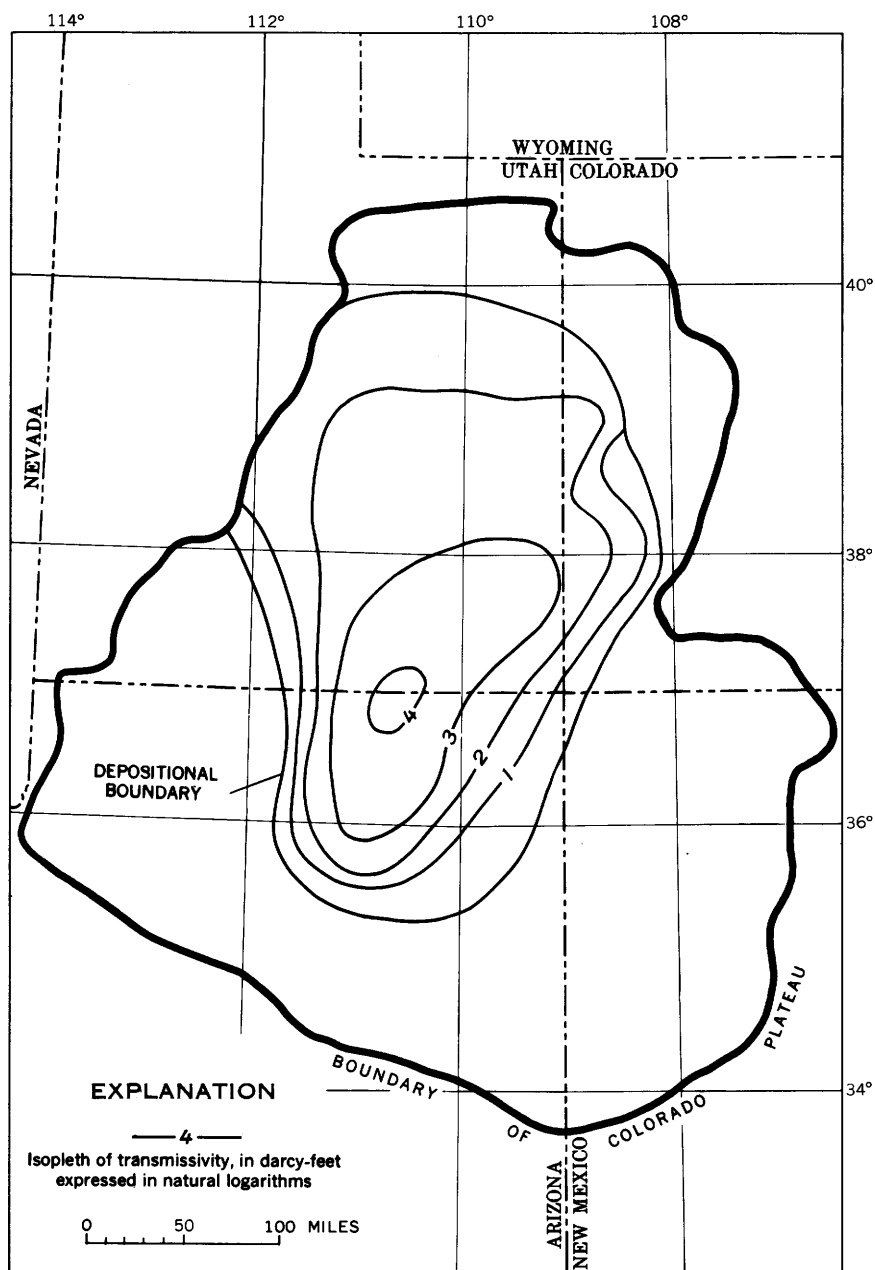 114°
112°
110°
108°
WYOMING
UTAH COLORADO
40°
NEVADA
38°
4
3
2
1
DEPOSITIONAL
BOUNDARY
36°
PLATEAU
BOUNDARY
OF
COLORADO
34°
EXPLANATION
4
Isopleth of transmissivity, in darcy-feet
expressed in natural logarithms
0 50 100 MILES
ARIZONA
NEW MEXICO